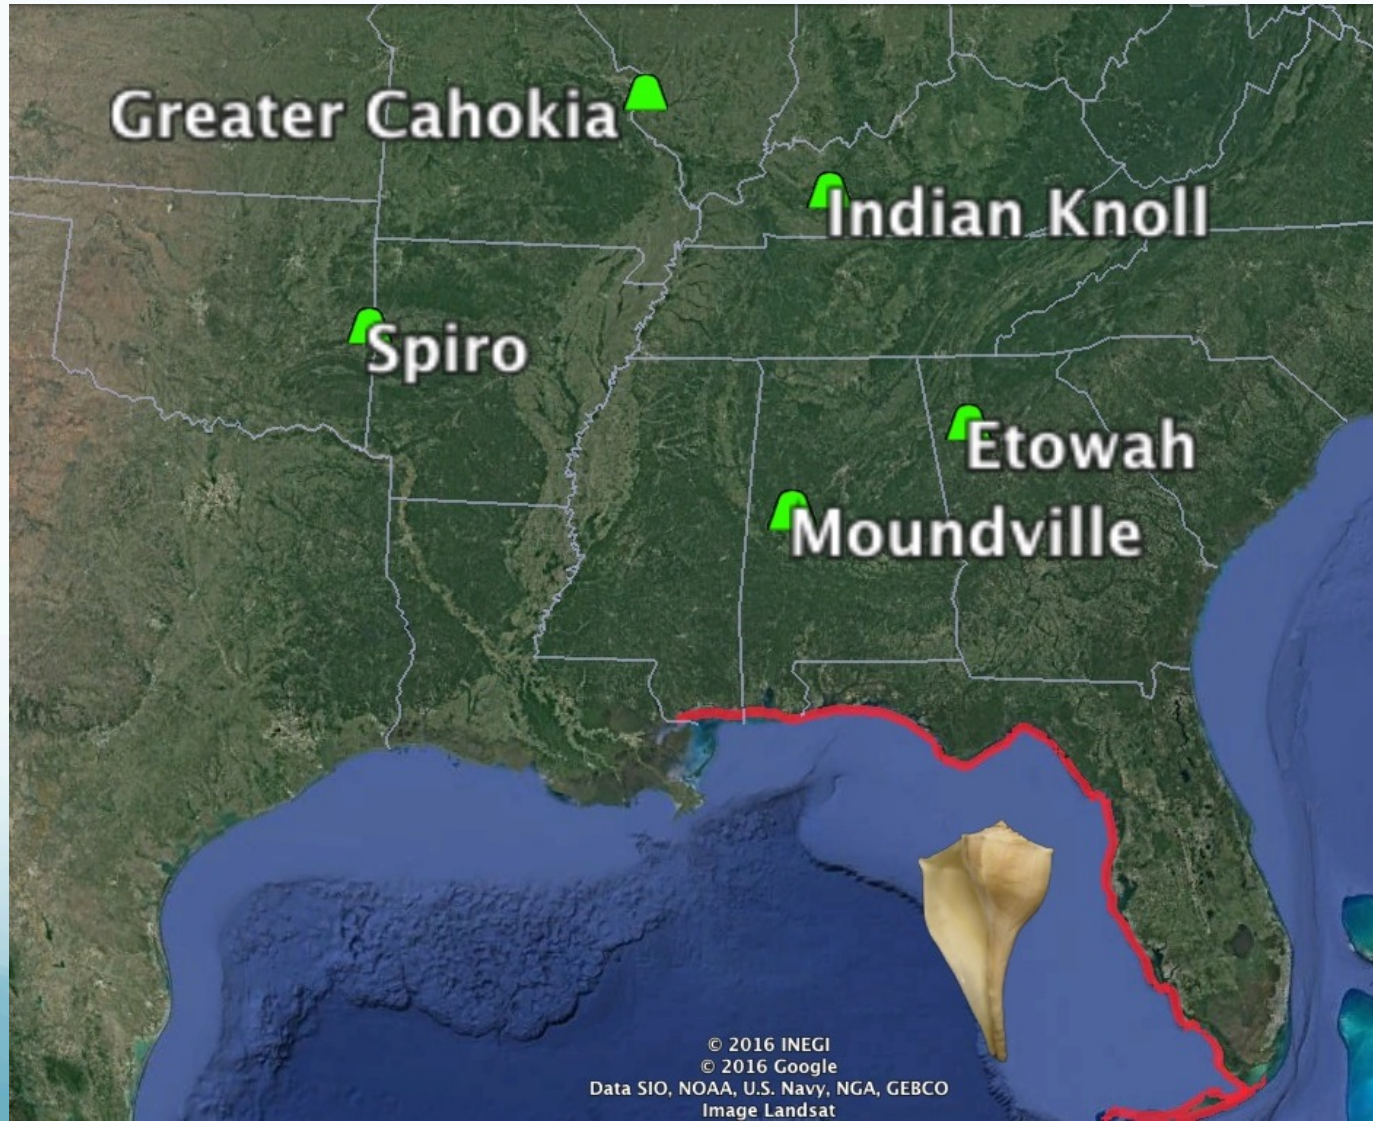 Greater Cahokia
Indian Knoll
Spiro
Etowah
Moundville
© 2016 INEGI
© 2016 Google
Data SIO, NOAA, U.S. Navy, NGA, GEBCO
Image Landsat